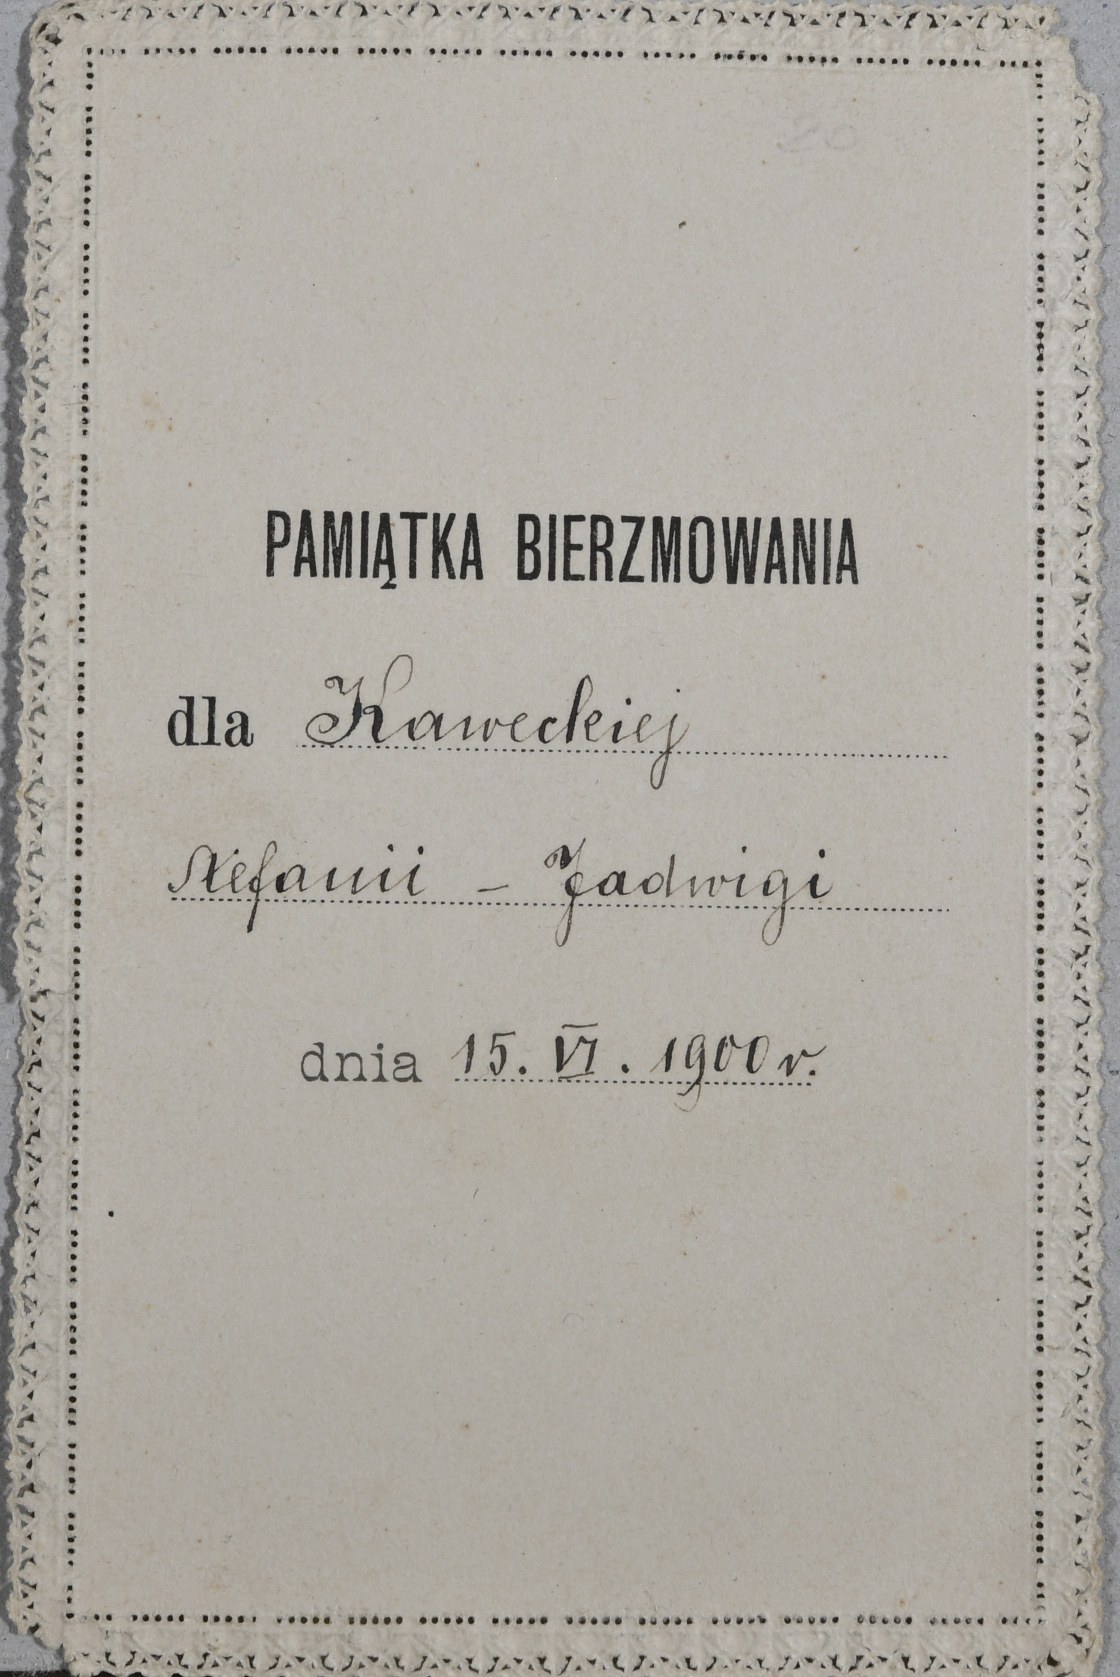 PAMIĄTKA BIERZMOWANIA
dla Kaweckiej
Stefanii - Jadwigi
dnia 15. VI. 1900 r.